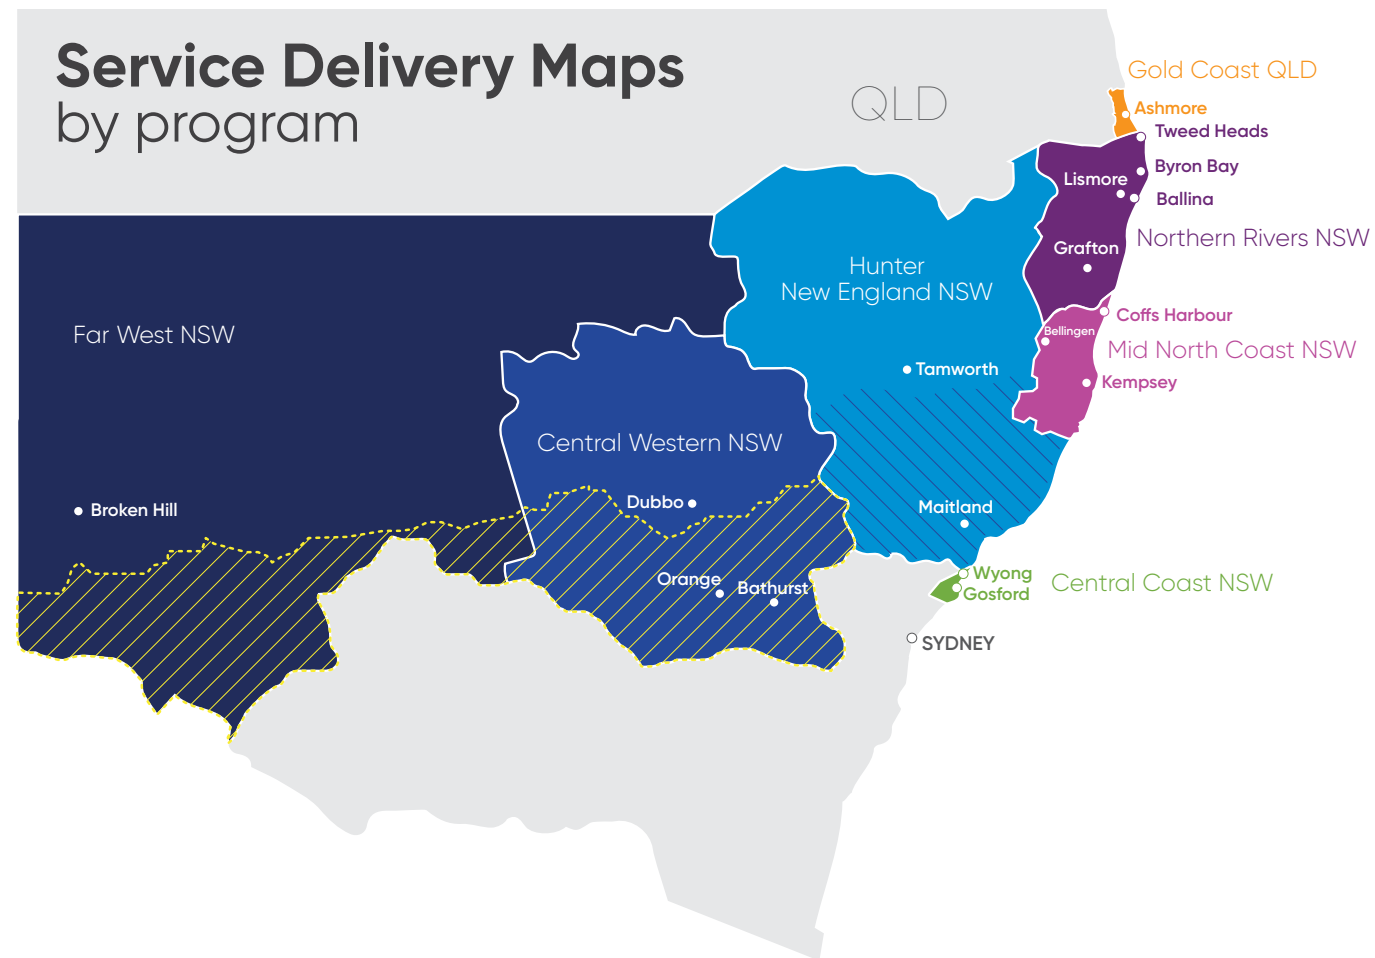 Service Delivery Maps
by program
QLD
Gold Coast QLD
Ashmore
Tweed Heads
Byron Bay
Lismore
Ballina
Northern Rivers NSW
Grafton
Hunter
New England NSW
Coffs Harbour
Bellingen
Mid North Coast NSW
Kempsey
Far West NSW
Tamworth
Central Western NSW
Dubbo
Maitland
Broken Hill
Orange
Bathurst
Wyong
Central Coast NSW
Gosford
SYDNEY